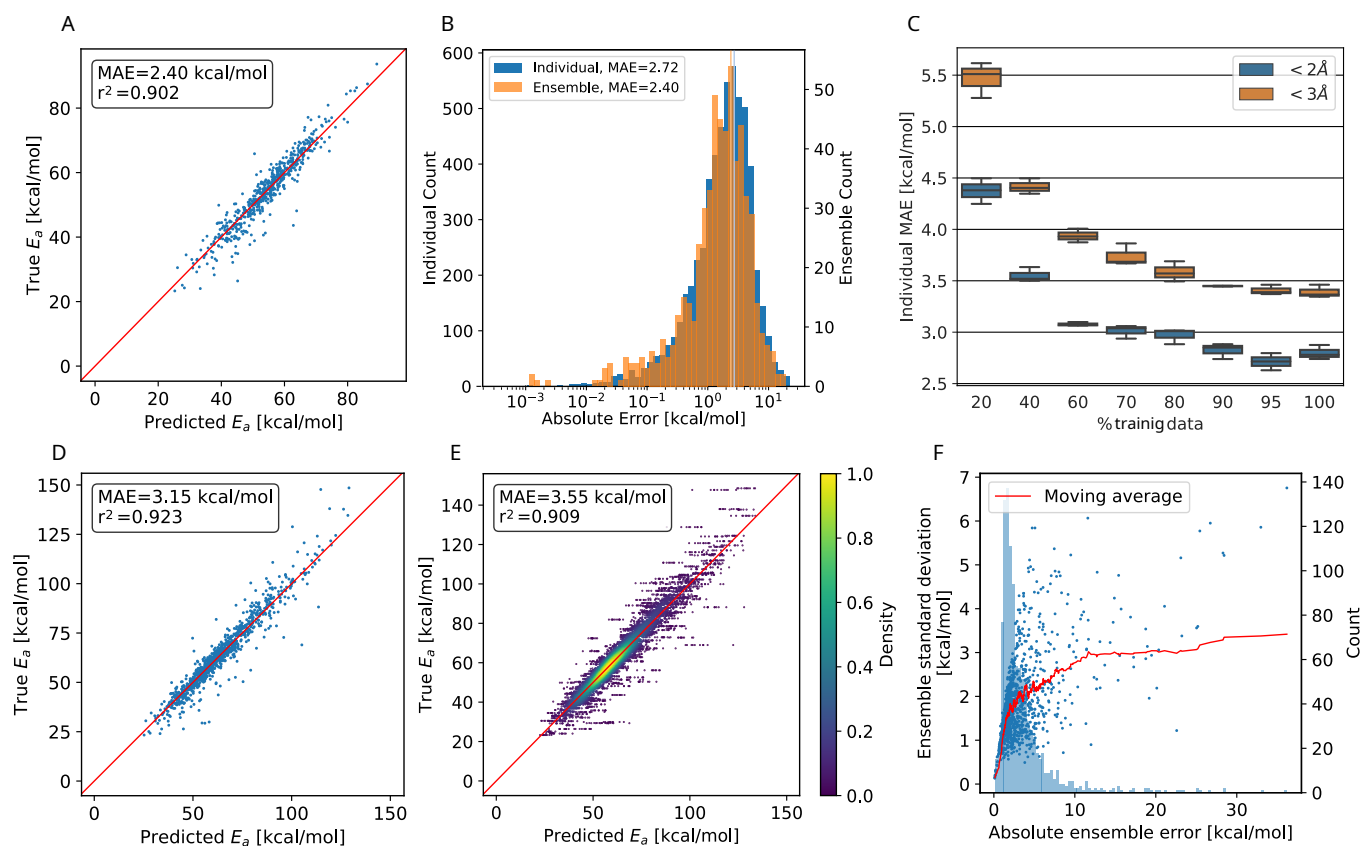 A
MAE=2.40 kcal/mol
r²=0.902
True Eₐ [kcal/mol]
80
60
40
20
0
0
20
40
60
80
Predicted Eₐ [kcal/mol]
B
Individual, MAE=2.72
Ensemble, MAE=2.40
Individual Count
600
500
400
300
200
100
0
Ensemble Count
50
40
30
20
10
0
10⁻³
10⁻²
10⁻¹
10⁰
10¹
Absolute Error [kcal/mol]
C
< 2Å
< 3Å
Individual MAE [kcal/mol]
5.5
5.0
4.5
4.0
3.5
3.0
2.5
20
40
60
70
80
90
95
100
% trainig data
D
MAE=3.15 kcal/mol
r²=0.923
True Eₐ [kcal/mol]
150
125
100
75
50
25
0
0
50
100
150
Predicted Eₐ [kcal/mol]
E
MAE=3.55 kcal/mol
r²=0.909
True Eₐ [kcal/mol]
140
120
100
80
60
40
20
0
0
50
100
150
Predicted Eₐ [kcal/mol]
Density
1.0
0.8
0.6
0.4
0.2
0.0
F
Moving average
Ensemble standard deviation
[kcal/mol]
7
6
5
4
3
2
1
0
Count
140
120
100
80
60
40
20
0
0
10
20
30
Absolute ensemble error [kcal/mol]